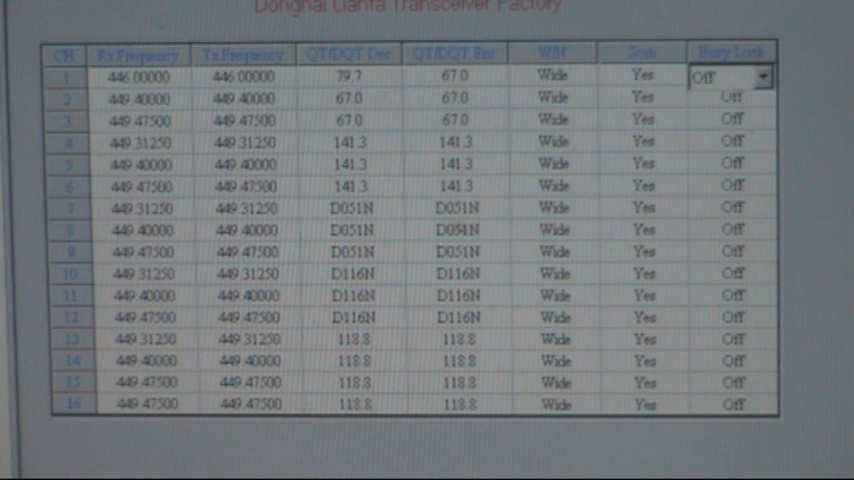 Donghai Lianfa Transceiver Factory
CH Rx Frequency Tx Frequency QT/DQT Dec QT/DQT Enc W/N Scan Busy Lock
1 446.00000 446.00000 79.7 67.0 Wide Yes Off
2 449.40000 449.40000 67.0 67.0 Wide Yes Off
3 449.47500 449.47500 67.0 67.0 Wide Yes Off
4 449.31250 449.31250 141.3 141.3 Wide Yes Off
5 449.40000 449.40000 141.3 141.3 Wide Yes Off
6 449.47500 449.47500 141.3 141.3 Wide Yes Off
7 449.31250 449.31250 D051N D051N Wide Yes Off
8 449.40000 449.40000 D051N D051N Wide Yes Off
9 449.47500 449.47500 D051N D051N Wide Yes Off
10 449.31250 449.31250 D116N D116N Wide Yes Off
11 449.40000 449.40000 D116N D116N Wide Yes Off
12 449.47500 449.47500 D116N D116N Wide Yes Off
13 449.31250 449.31250 118.8 118.8 Wide Yes Off
14 449.40000 449.40000 118.8 118.8 Wide Yes Off
15 449.47500 449.47500 118.8 118.8 Wide Yes Off
16 449.47500 449.47500 118.8 118.8 Wide Yes Off